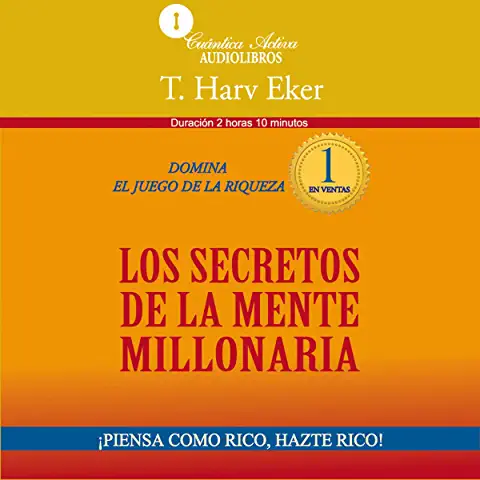 Cuántica Activa
AUDIOLIBROS
T. Harv Eker
Duración 2 horas 10 minutos
DOMINA
EL JUEGO DE LA RIQUEZA
1
EN VENTAS
LOS SECRETOS
DE LA MENTE
MILLONARIA
¡PIENSA COMO RICO, HAZTE RICO!